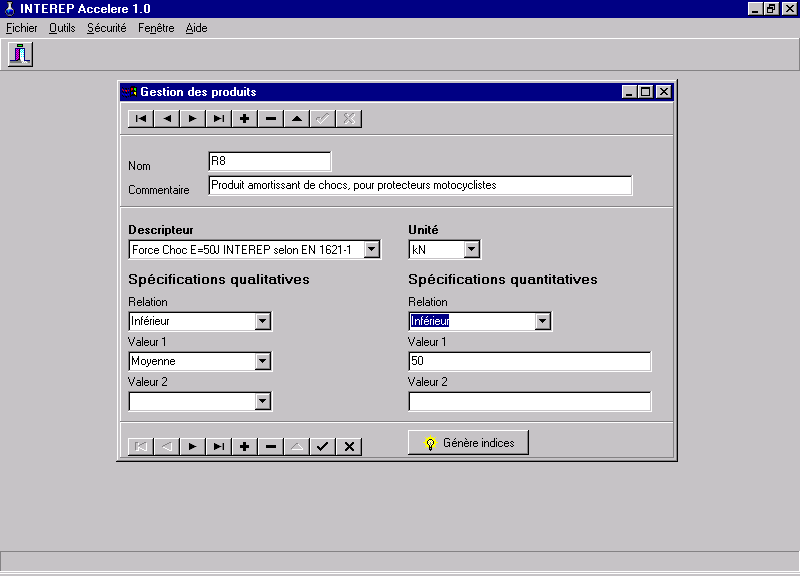 INTEREP Accelere 1.0
Fichier Outils Sécurité Fenêtre Aide
Gestion des produits
Nom R8
Commentaire Produit amortissant de chocs, pour protecteurs motocyclistes
Descripteur Unité
Force Choc E=50J INTEREP selon EN 1621-1 kN
Spécifications qualitatives Spécifications quantitatives
Relation Relation
Inférieur Inférieur
Valeur 1 Valeur 1
Moyenne 50
Valeur 2 Valeur 2
Génère indices